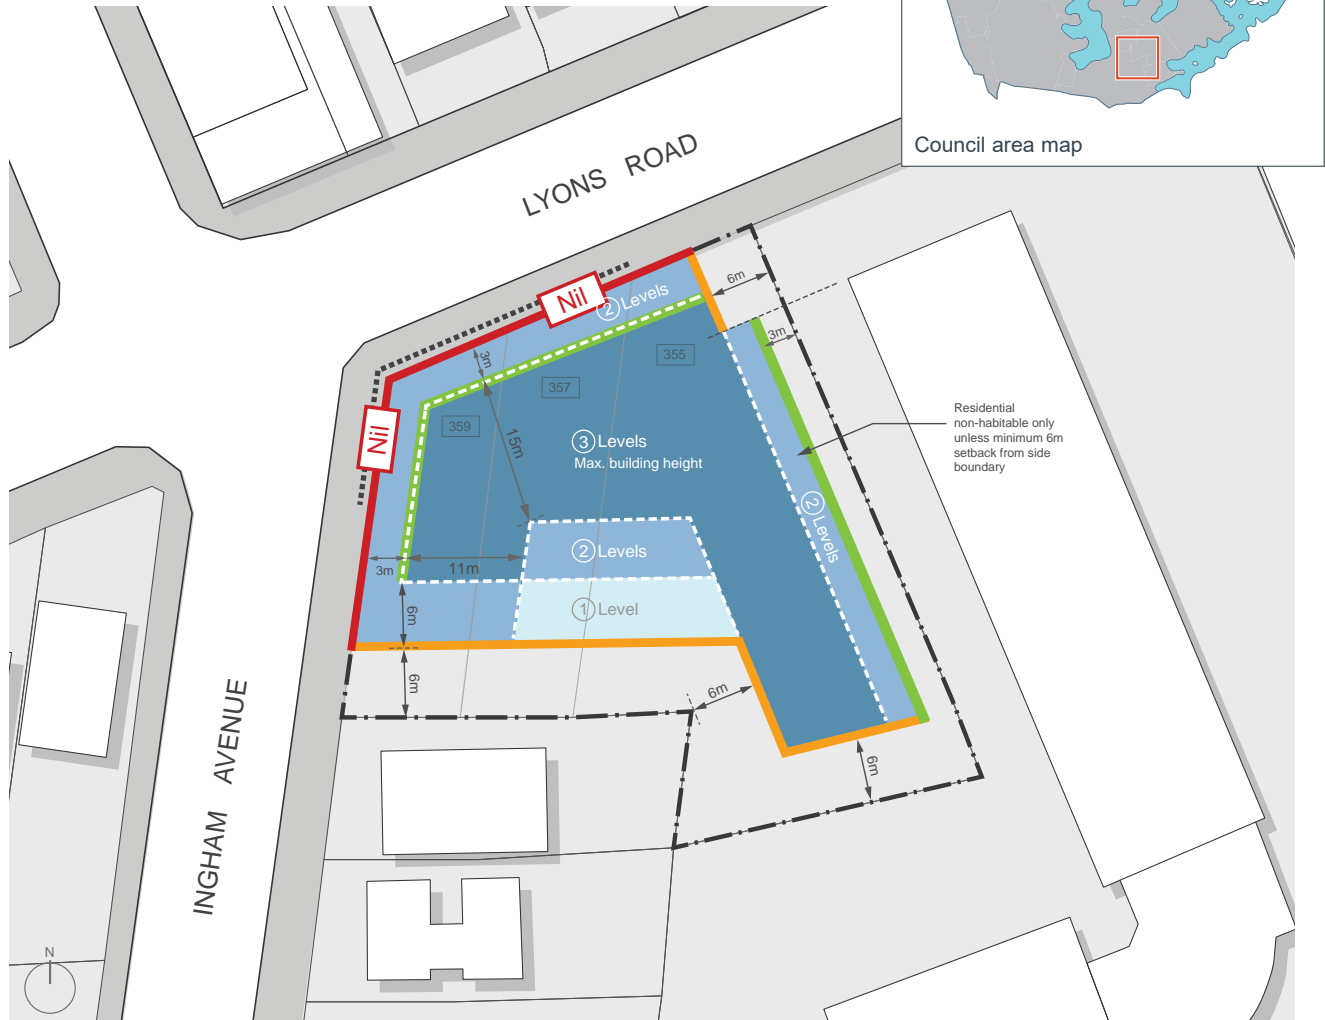 Council area map
LYONS ROAD
6m
Nil
2 Levels
3m
3m
355
357
359
Nil
15m
3 Levels
Max. building height
Residential
non-habitable only
unless minimum 6m
setback from side
boundary
2 Levels
2 Levels
3m
11m
1 Level
6m
6m
6m
6m
INGHAM AVENUE
N